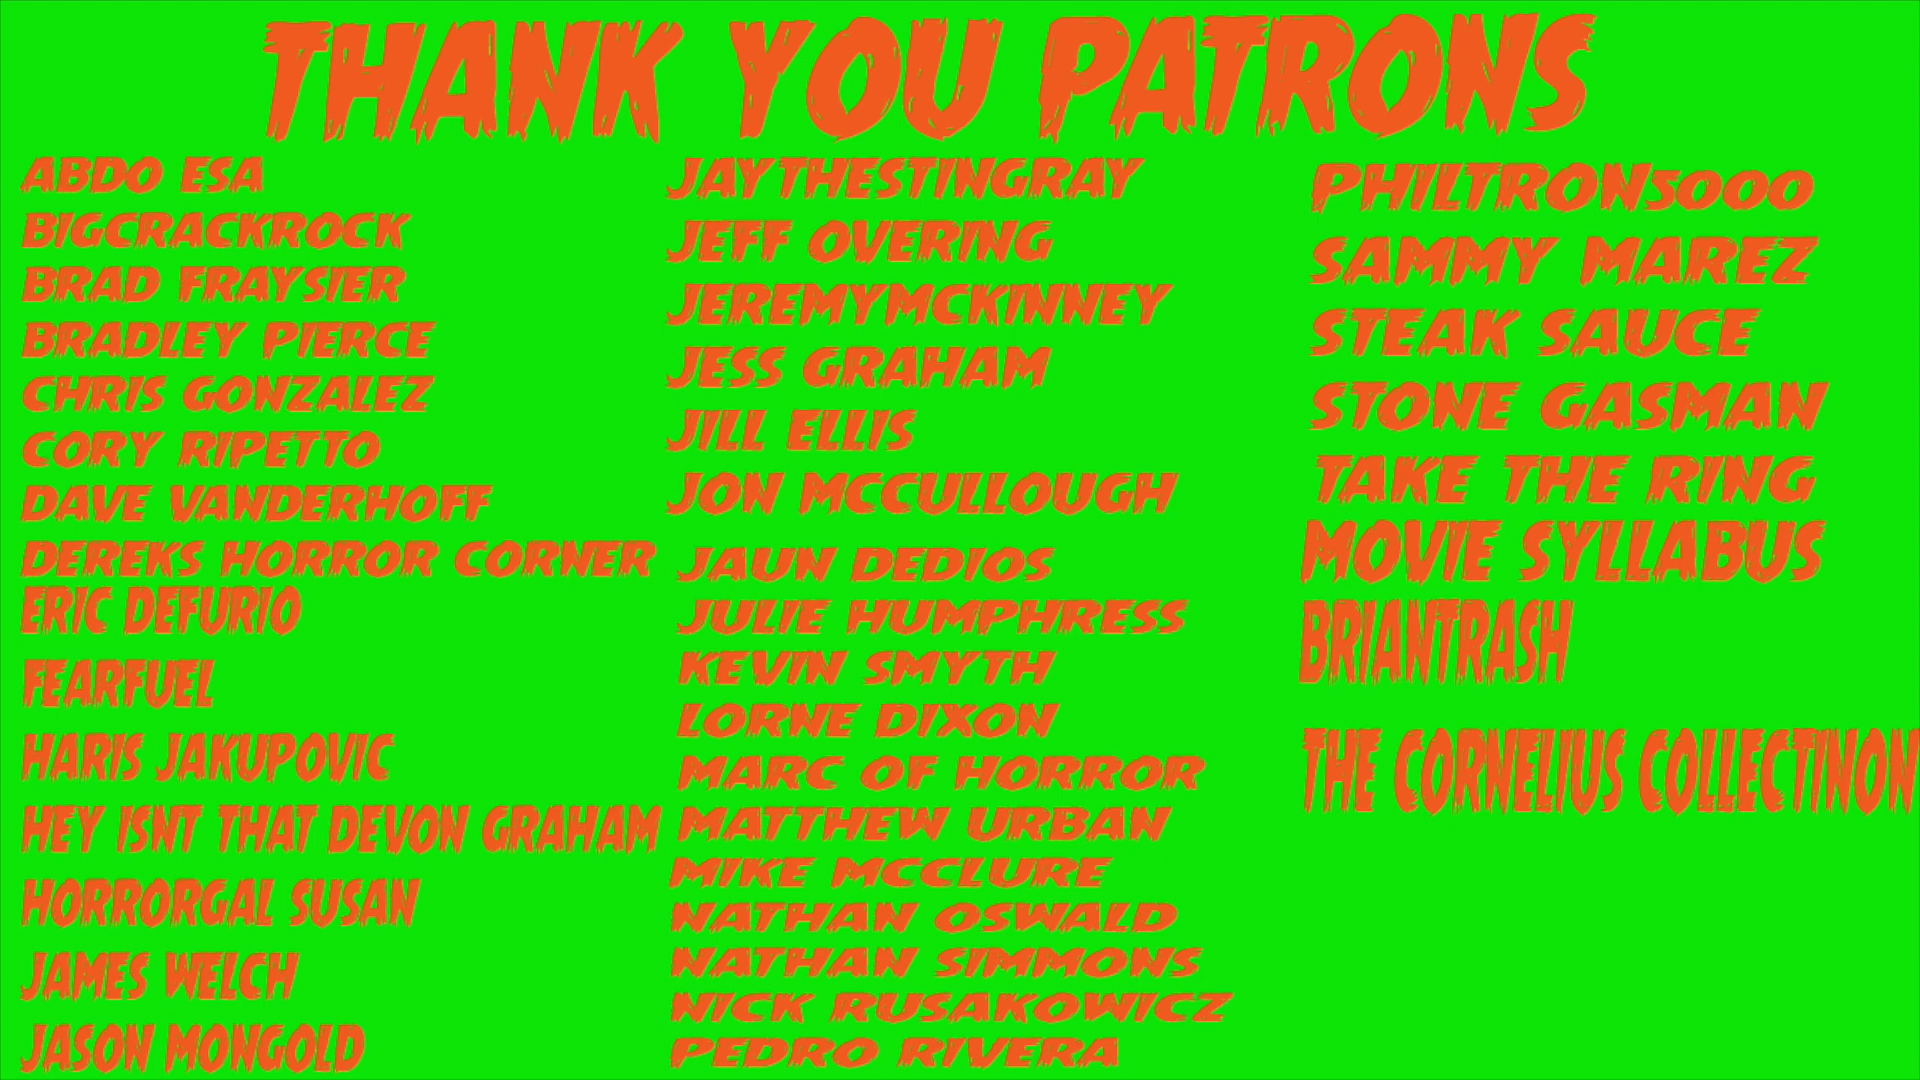 THANK YOU PATRONS
ABDO ESA
BIGCRACKROCK
BRAD FRAYSIER
BRADLEY PIERCE
CHRIS GONZALEZ
CORY RIPETTO
DAVE VANDERHOFF
DEREKS HORROR CORNER
ERIC DEFURIO
FEARFUEL
HARIS JAKUPOVIC
HEY ISNT THAT DEVON GRAHAM
HORRORGAL SUSAN
JAMES WELCH
JASON MONGOLD
JAYTHESTINGRAY
JEFF OVERING
JEREMYMCKINNEY
JESS GRAHAM
JILL ELLIS
JON MCCULLOUGH
JAUN DEDIOS
JULIE HUMPHRESS
KEVIN SMYTH
LORNE DIXON
MARC OF HORROR
MATTHEW URBAN
MIKE MCCLURE
NATHAN OSWALD
NATHAN SIMMONS
NICK RUSAKOWICZ
PEDRO RIVERA
PHILTRON5000
SAMMY MAREZ
STEAK SAUCE
STONE GASMAN
TAKE THE RING
MOVIE SYLLABUS
BRIANTRASH
THE CORNELIUS COLLECTINON